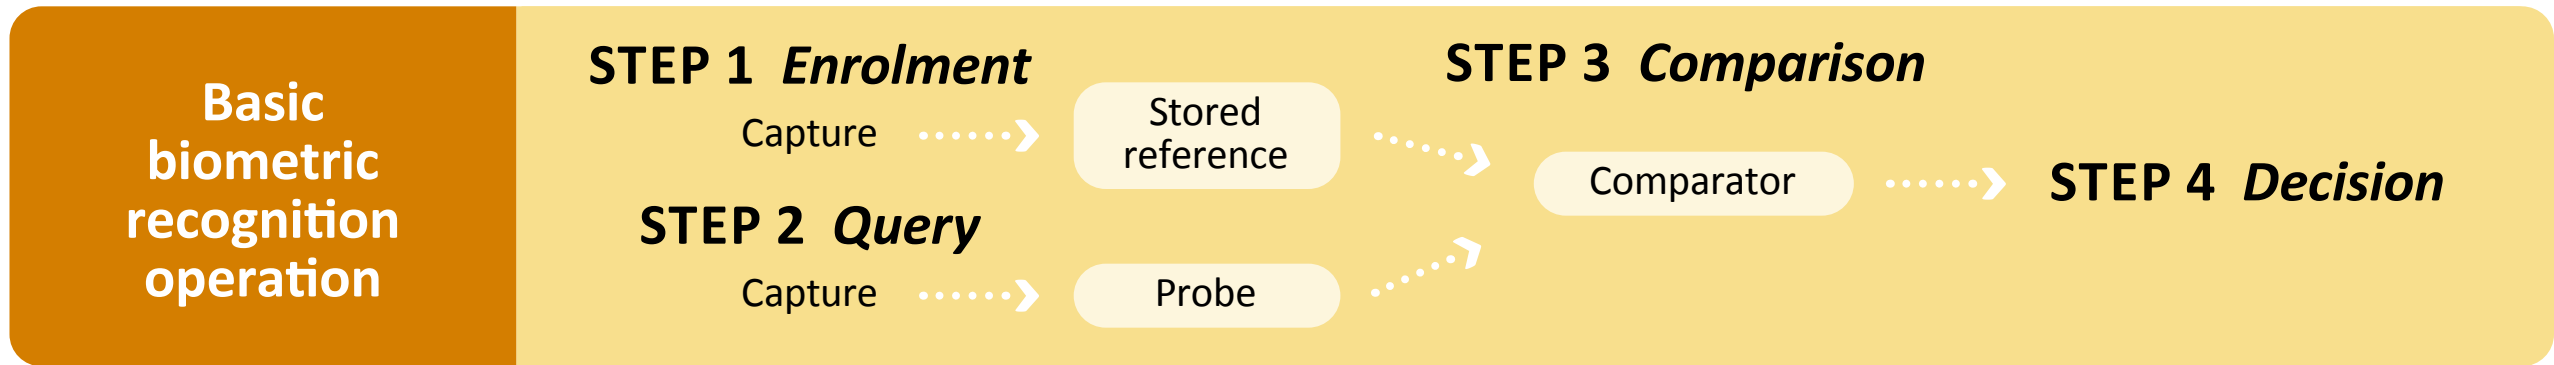 Basic
biometric
recognition
operation
STEP 1 Enrolment
Capture
Stored
reference
STEP 2 Query
Capture
Probe
STEP 3 Comparison
Comparator
STEP 4 Decision